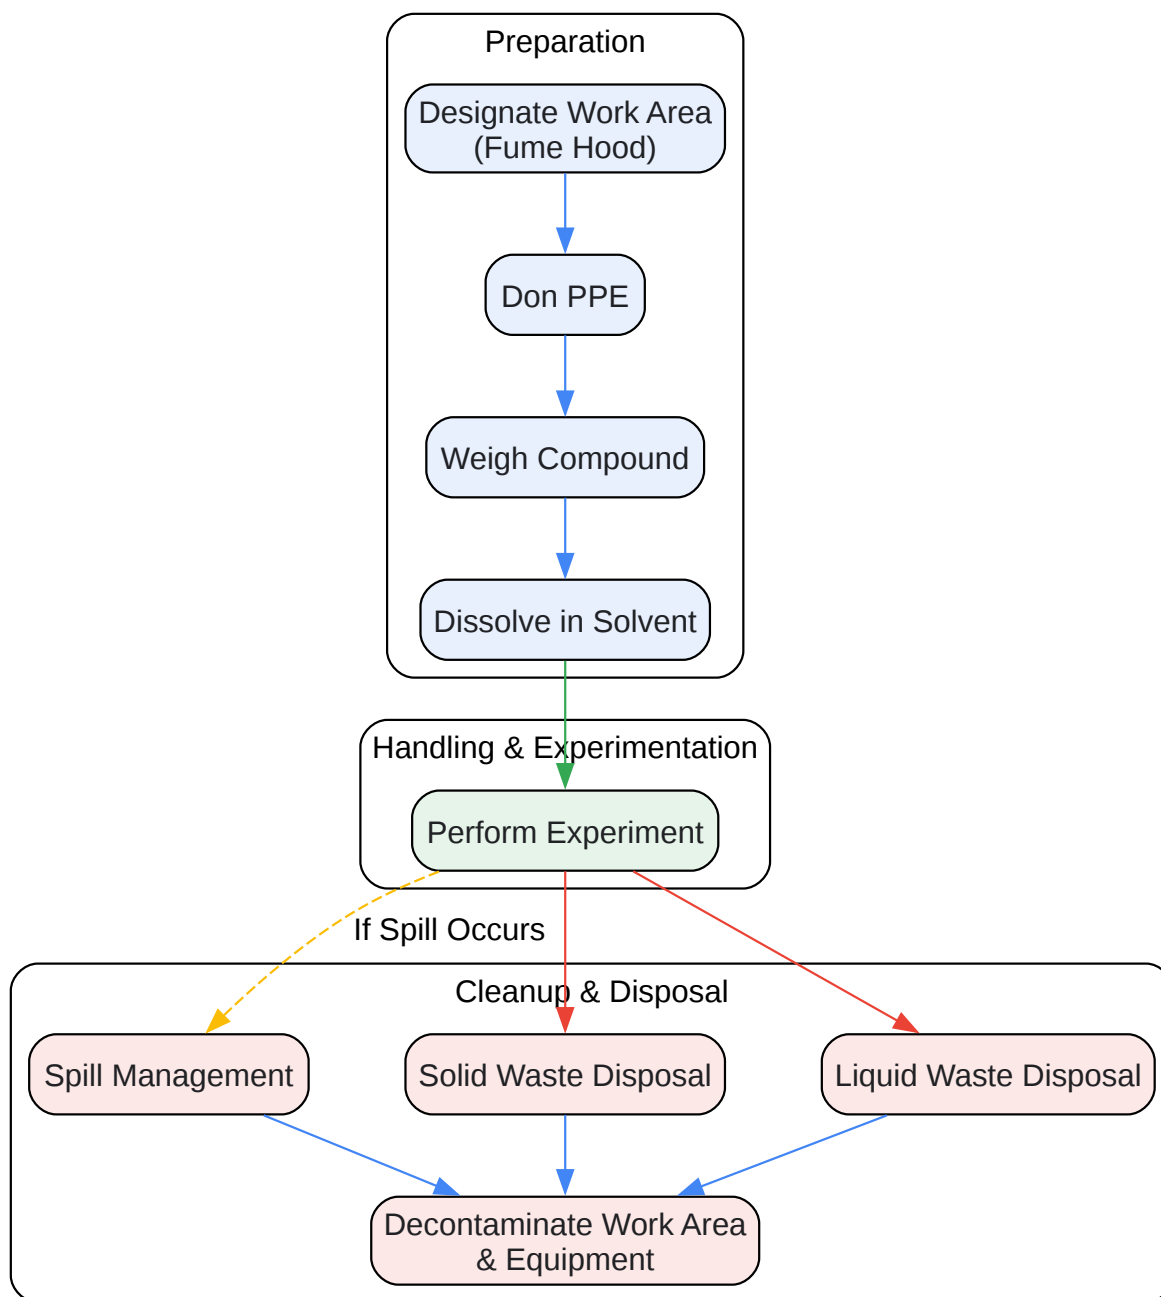 Preparation
Designate Work Area
(Fume Hood)
Don PPE
Weigh Compound
Dissolve in Solvent
Handling & Experimentation
Perform Experiment
If Spill Occurs
Cleanup & Disposal
Spill Management
Solid Waste Disposal
Liquid Waste Disposal
Decontaminate Work Area
& Equipment